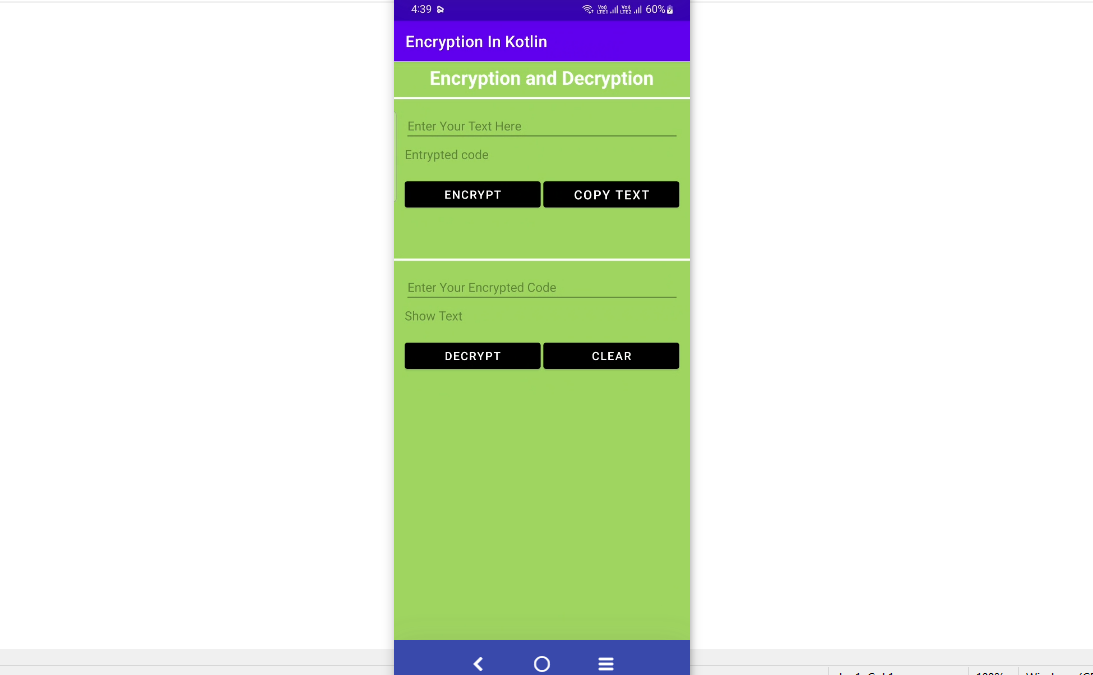 4:39 60%
Encryption In Kotlin
Encryption and Decryption
Enter Your Text Here
Entrypted code
ENCRYPT COPY TEXT
Enter Your Encrypted Code
Show Text
DECRYPT CLEAR